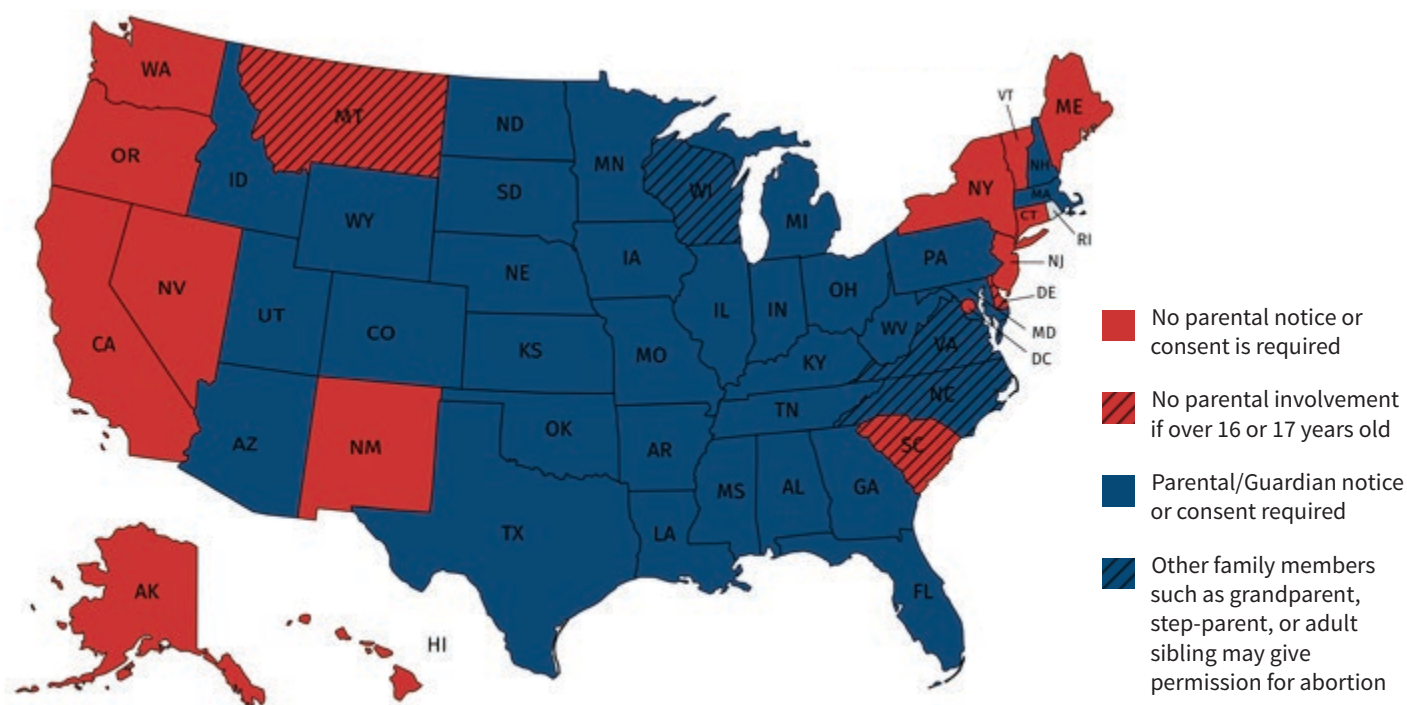 WA
OR
CA
NV
ID
MT
WY
UT
CO
AZ
NM
ND
SD
NE
KS
OK
TX
MN
IA
MO
AR
LA
WI
IL
MI
IN
OH
KY
TN
MS
AL
GA
FL
SC
NC
VA
WV
PA
NY
VT
NH
ME
MA
CT
RI
NJ
DE
MD
DC
AK
HI
No parental notice or
consent is required
No parental involvement
if over 16 or 17 years old
Parental/Guardian notice
or consent required
Other family members
such as grandparent,
step-parent, or adult
sibling may give
permission for abortion